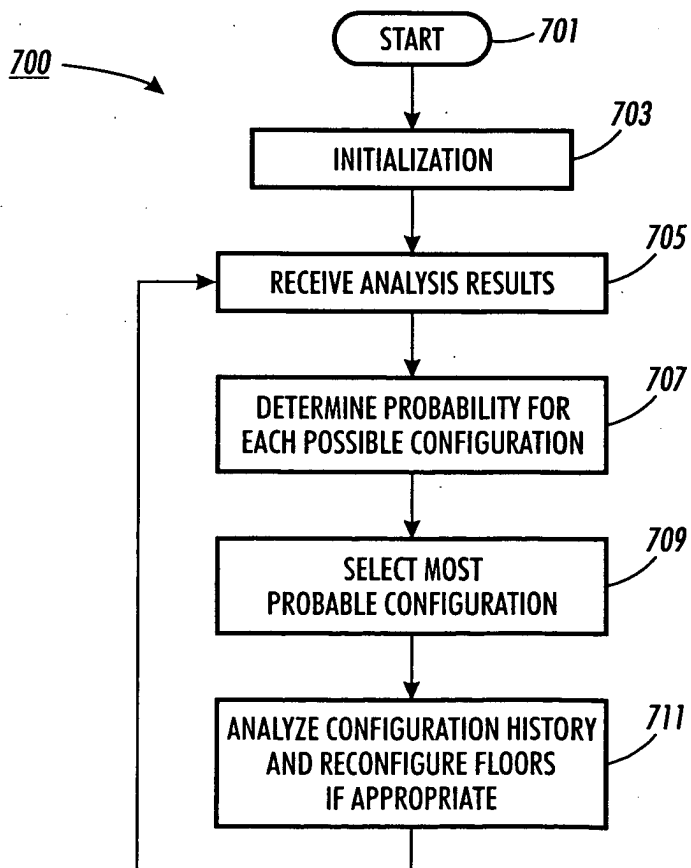 START
701
700
703
INITIALIZATION
705
RECEIVE ANALYSIS RESULTS
707
DETERMINE PROBABILITY FOR
EACH POSSIBLE CONFIGURATION
709
SELECT MOST
PROBABLE CONFIGURATION
711
ANALYZE CONFIGURATION HISTORY
AND RECONFIGURE FLOORS
IF APPROPRIATE